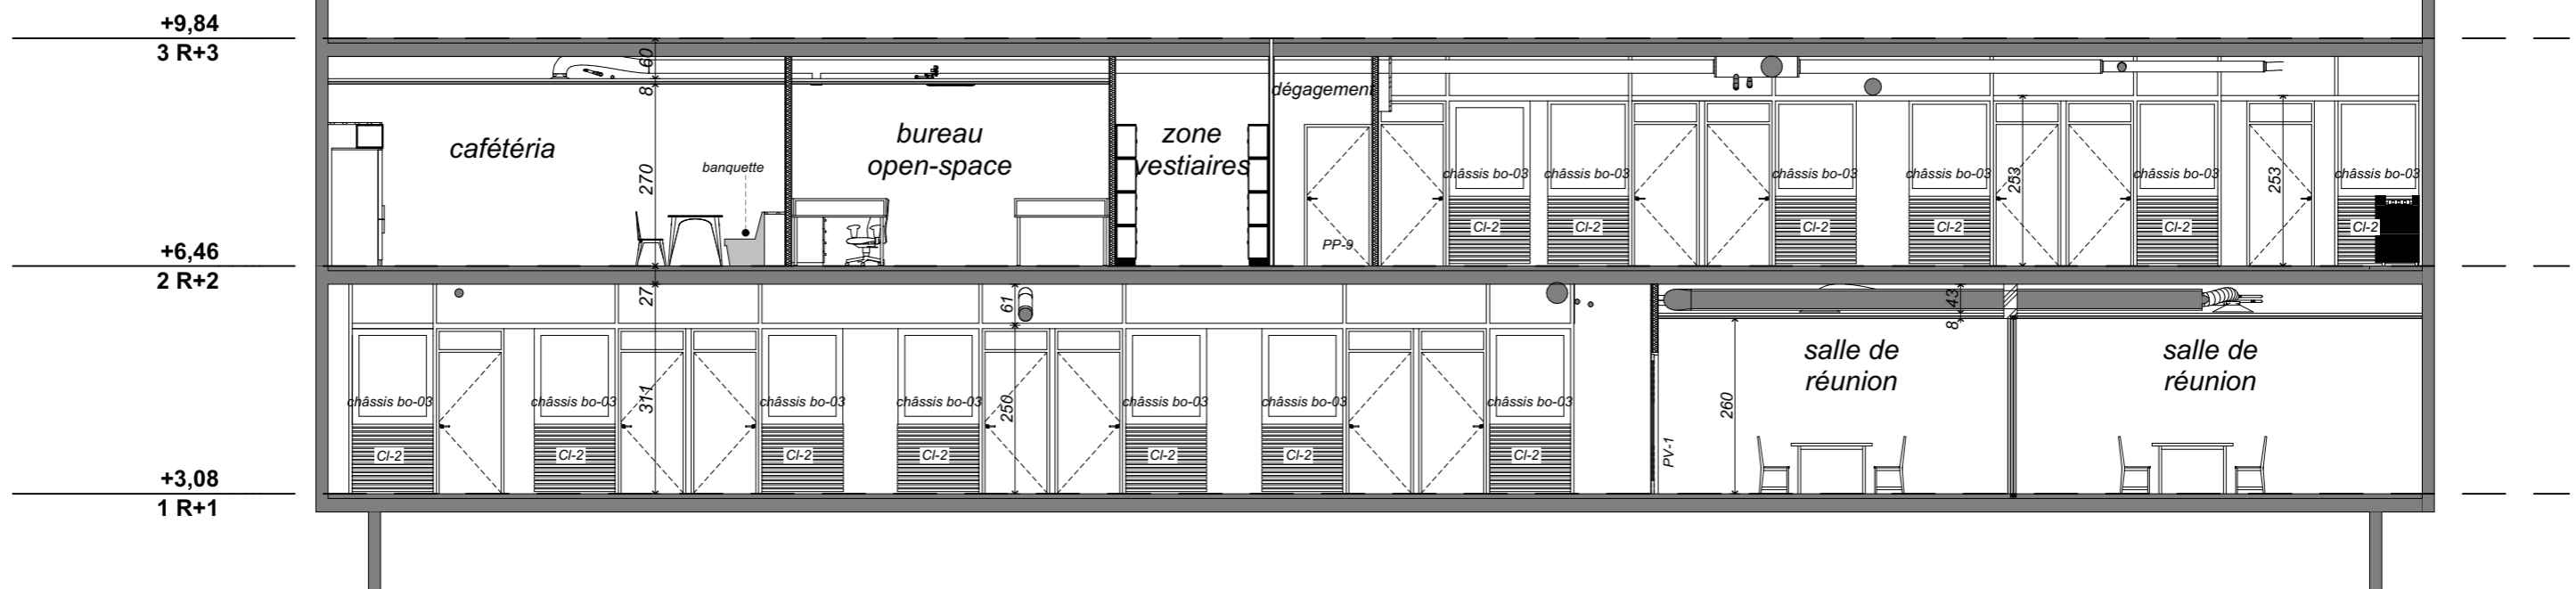 +9,84
3 R+3
60
8
dégagement
cafétéria
bureau
open-space
zone
vestiaires
banquette
270
châssis bo-03
châssis bo-03
châssis bo-03
châssis bo-03
253
châssis bo-03
253
châssis bo-03
PP-9
Cl-2
Cl-2
Cl-2
Cl-2
Cl-2
Cl-2
+6,46
2 R+2
27
61
43
8
salle de
réunion
salle de
réunion
311
250
260
châssis bo-03
châssis bo-03
châssis bo-03
châssis bo-03
châssis bo-03
châssis bo-03
châssis bo-03
Cl-2
Cl-2
Cl-2
Cl-2
Cl-2
Cl-2
Cl-2
PV-1
+3,08
1 R+1